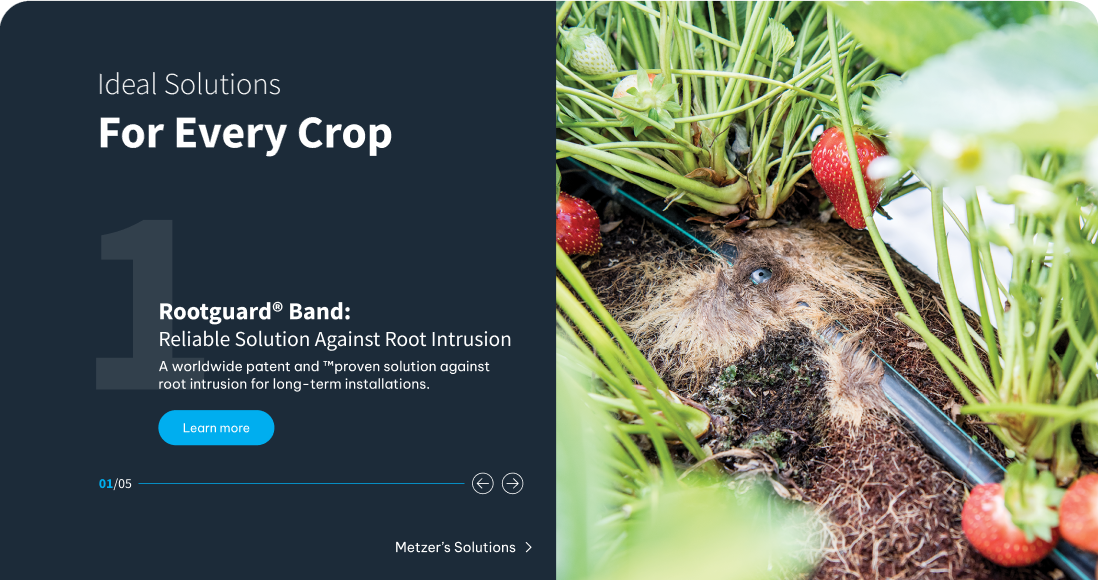 Ideal Solutions
For Every Crop
1
Rootguard® Band:
Reliable Solution Against Root Intrusion
A worldwide patent and ™proven solution against
root intrusion for long-term installations.
Learn more
01/05
Metzer's Solutions